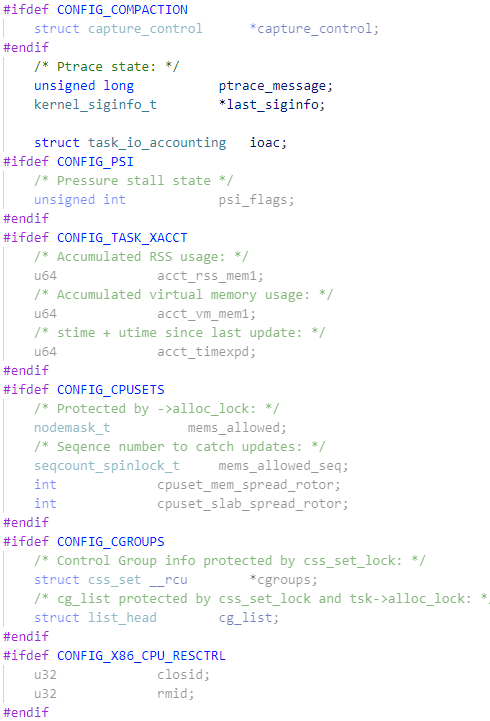 #ifdef CONFIG_COMPACTION
    struct capture_control      *capture_control;
#endif
    /* Ptrace state: */
    unsigned long           ptrace_message;
    kernel_siginfo_t        *last_siginfo;

    struct task_io_accounting   ioac;
#ifdef CONFIG_PSI
    /* Pressure stall state */
    unsigned int            psi_flags;
#endif
#ifdef CONFIG_TASK_XACCT
    /* Accumulated RSS usage: */
    u64             acct_rss_mem1;
    /* Accumulated virtual memory usage: */
    u64             acct_vm_mem1;
    /* stime + utime since last update: */
    u64             acct_timexpd;
#endif
#ifdef CONFIG_CPUSETS
    /* Protected by ->alloc_lock: */
    nodemask_t          mems_allowed;
    /* Seqence number to catch updates: */
    seqcount_spinlock_t     mems_allowed_seq;
    int             cpuset_mem_spread_rotor;
    int             cpuset_slab_spread_rotor;
#endif
#ifdef CONFIG_CGROUPS
    /* Control Group info protected by css_set_lock: */
    struct css_set __rcu        *cgroups;
    /* cg_list protected by css_set_lock and tsk->alloc_lock: *
    struct list_head        cg_list;
#endif
#ifdef CONFIG_X86_CPU_RESCTRL
    u32             closid;
    u32             rmid;
#endif